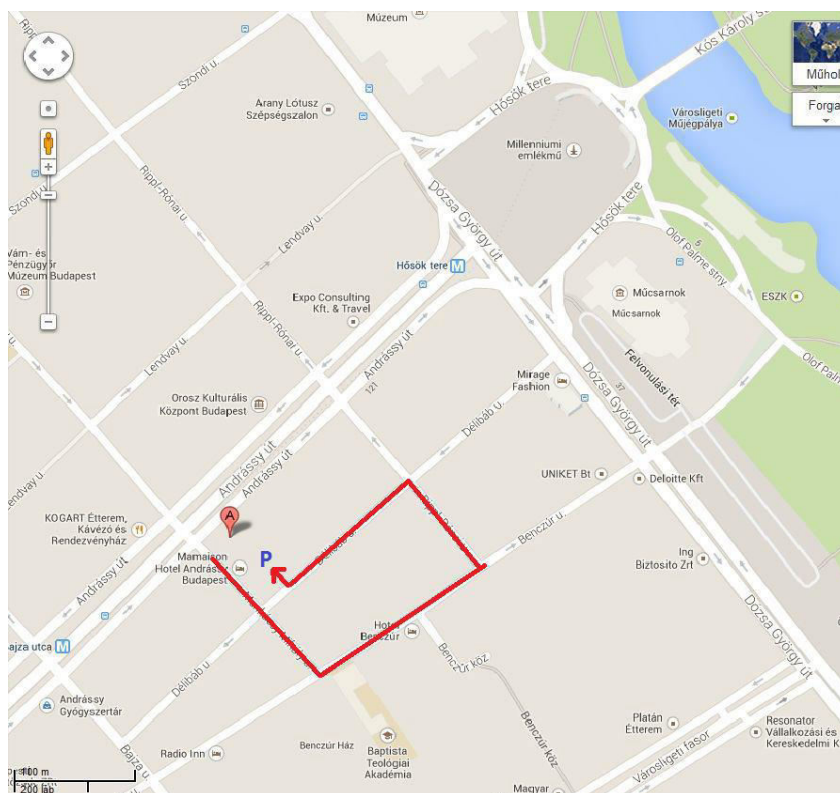 Múzeum
Rippl-Rónai u.
Szondi u.
Kós Károly s
Műhol
Forga
Arany Lótusz
Szépségszalon
Hősök tere
Városligeti
Műjégpálya
Millenniumi
emlékmű
Szondi u.
Rippl-Rónai u.
Dózsa György út
Hősök tere
Lendvay u.
Olof Palme stny.
Vám- és
Pénzügyőr
Múzeum Budapest
Hősök tere
M
Műcsarnok
Műcsarnok
ESZK
Expo Consulting
Kft. & Travel
Rippl-Rónai u.
Andrássy út
Lendvay u.
121
Mirage
Fashion
Felvonulási tér
37
Dózsa György út
Olof Palme
Orosz Kulturális
Központ Budapest
Délibáb u.
Andrássy út
Andrássy út
UNIKET Bt
Deloitte Kft
Lendvay u.
KOGART Étterem,
Kávézó és
Rendezvényház
A
Benczúr u.
Mamaison
Hotel Andrássy
Budapest
P
Ing
Biztosito Zrt
Andrássy út
Hotel
Benczúr
Benczúr köz
Dózsa György út
Bajza utca
M
Délibáb u.
Andrássy
Gyógyszertár
Platán
Étterem
Resonator
Vállalkozási és
Kereskedelmi K
Bajza u.
Radio Inn
Benczúr Ház
Baptista
Teológiai
Akadémia
Benczúr köz
Városligeti fasor
Magyar
100 m
200 láb